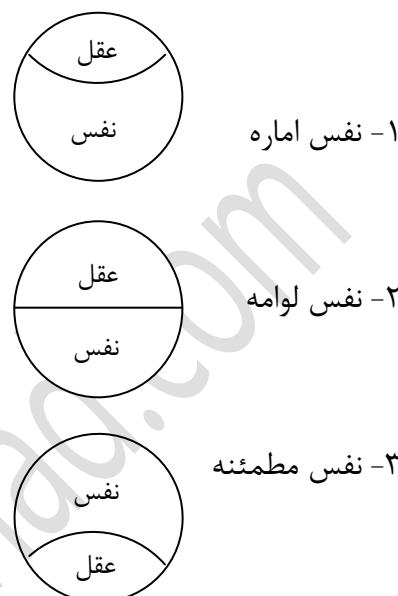 عقل
نفس
۱- نفس اماره
عقل
نفس
۲- نفس لوامه
نفس
عقل
۳- نفس مطمئنه